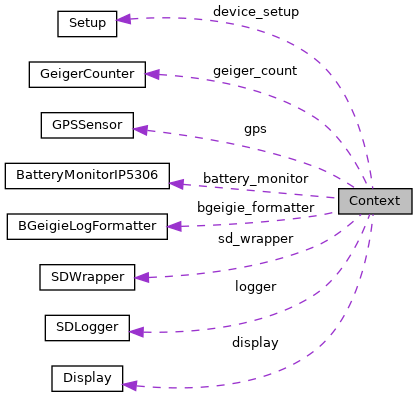 device_setup
Setup
geiger_count
GeigerCounter
gps
GPSSensor
battery_monitor
BatteryMonitorIP5306
Context
bgeigie_formatter
BGeigieLogFormatter
sd_wrapper
SDWrapper
logger
SDLogger
display
Display